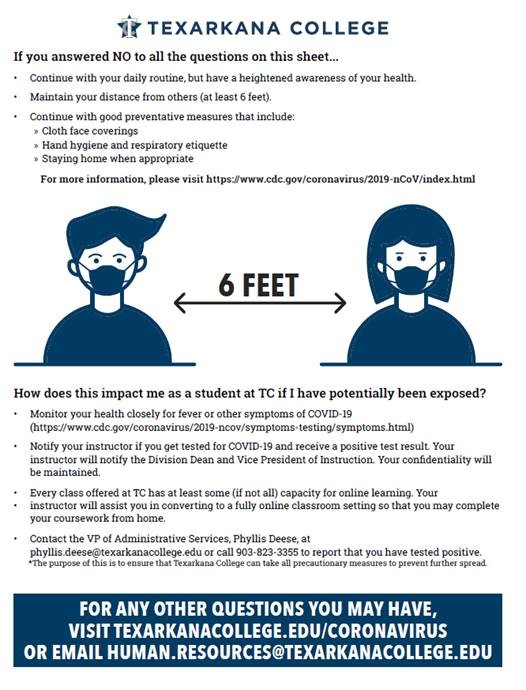 TEXARKANA COLLEGE
If you answered NO to all the questions on this sheet...
• Continue with your daily routine, but have a heightened awareness of your health.
• Maintain your distance from others (at least 6 feet).
• Continue with good preventative measures that include:
» Cloth face coverings
» Hand hygiene and respiratory etiquette
» Staying home when appropriate
For more information, please visit https://www.cdc.gov/coronavirus/2019-nCoV/index.html
6 FEET
How does this impact me as a student at TC if I have potentially been exposed?
• Monitor your health closely for fever or other symptoms of COVID-19
(https://www.cdc.gov/coronavirus/2019-ncov/symptoms-testing/symptoms.html)
• Notify your instructor if you get tested for COVID-19 and receive a positive test result. Your
instructor will notify the Division Dean and Vice President of Instruction. Your confidentiality will
be maintained.
• Every class offered at TC has at least some (if not all) capacity for online learning. Your
• instructor will assist you in converting to a fully online classroom setting so that you may complete
your coursework from home.
• Contact the VP of Administrative Services, Phyllis Deese, at
phyllis.deese@texarkanacollege.edu or call 903-823-3355 to report that you have tested positive.
*The purpose of this is to ensure that Texarkana College can take all precautionary measures to prevent further spread.
FOR ANY OTHER QUESTIONS YOU MAY HAVE,
VISIT TEXARKANACOLLEGE.EDU/CORONAVIRUS
OR EMAIL HUMAN.RESOURCES@TEXARKANACOLLEGE.EDU